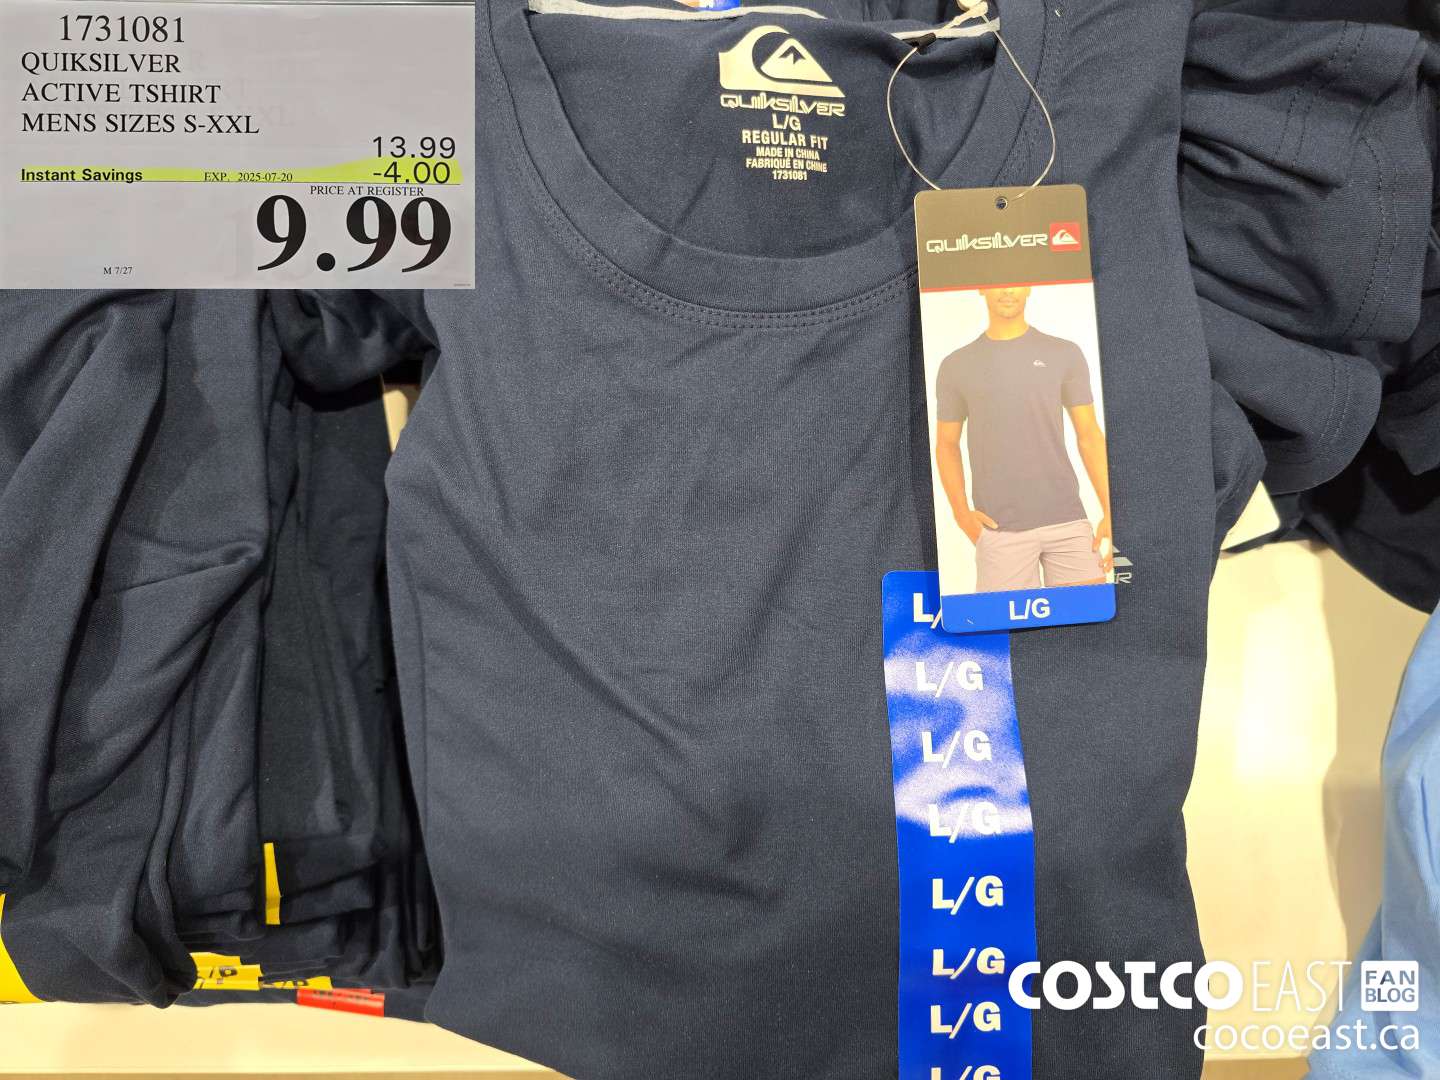 1731081
QUIKSILVER
ACTIVE TSHIRT
MENS SIZES S-XXL
13.99
Instant Savings EXP. 2025-07-20 -4.00
PRICE AT REGISTER
9.99
M 7/27
QUIKSILVER
L/G
REGULAR FIT
MADE IN CHINA
FABRIQUÉ EN CHINE
1731081
QUIKSILVER
L/G
L/
L/G
L/G
L/G
L/G
L/G
L/G
L/G
COSTCO EAST FAN BLOG
cocoeast.ca